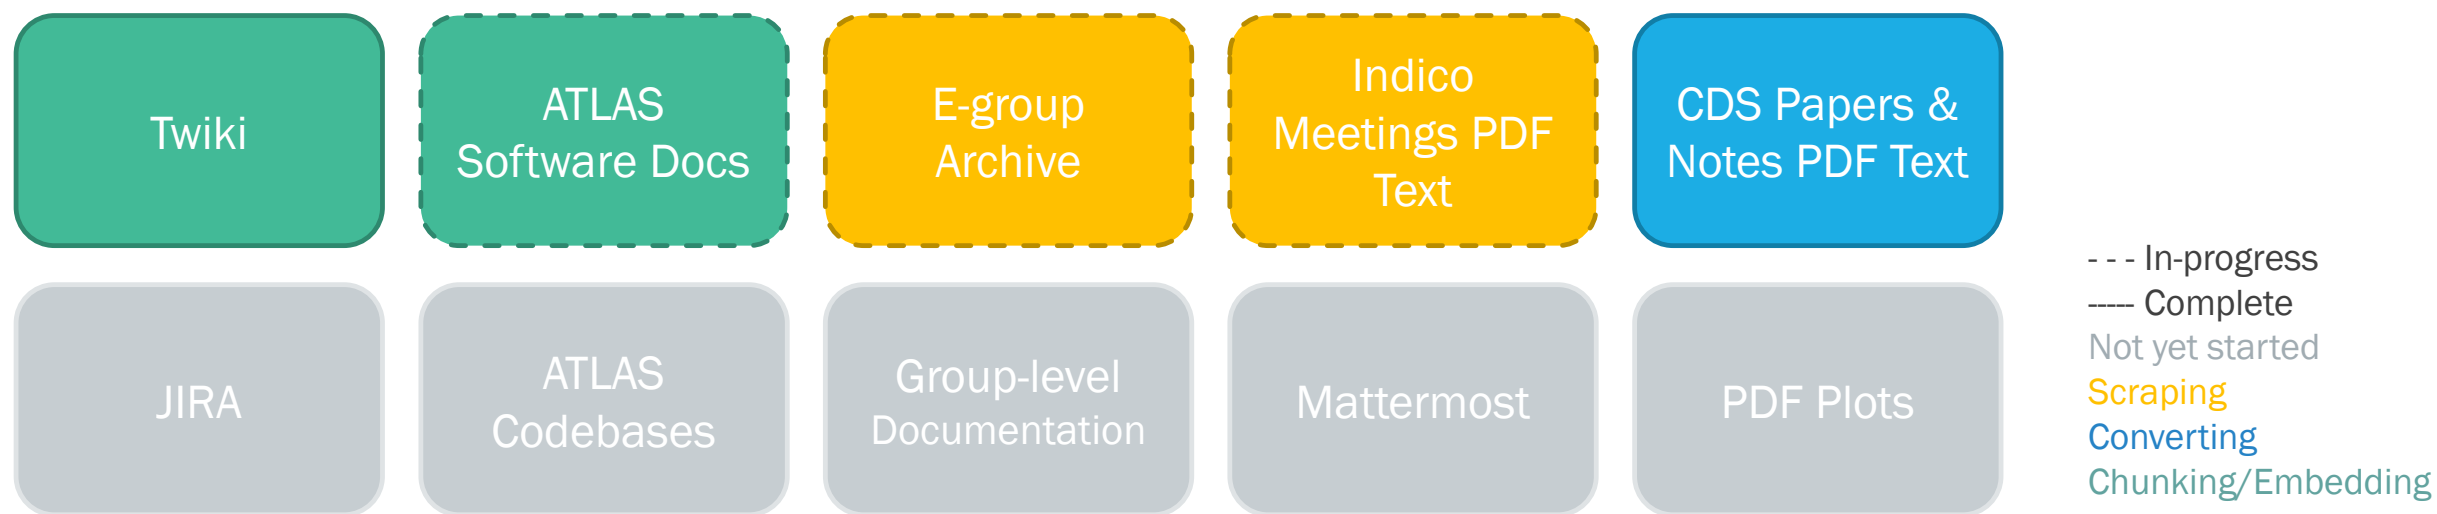 Twiki
ATLAS
Software Docs
E-group
Archive
Indico
Meetings PDF
Text
CDS Papers &
Notes PDF Text
JIRA
ATLAS
Codebases
Group-level
Documentation
Mattermost
PDF Plots
- - - In-progress
----- Complete
Not yet started
Scraping
Converting
Chunking/Embedding